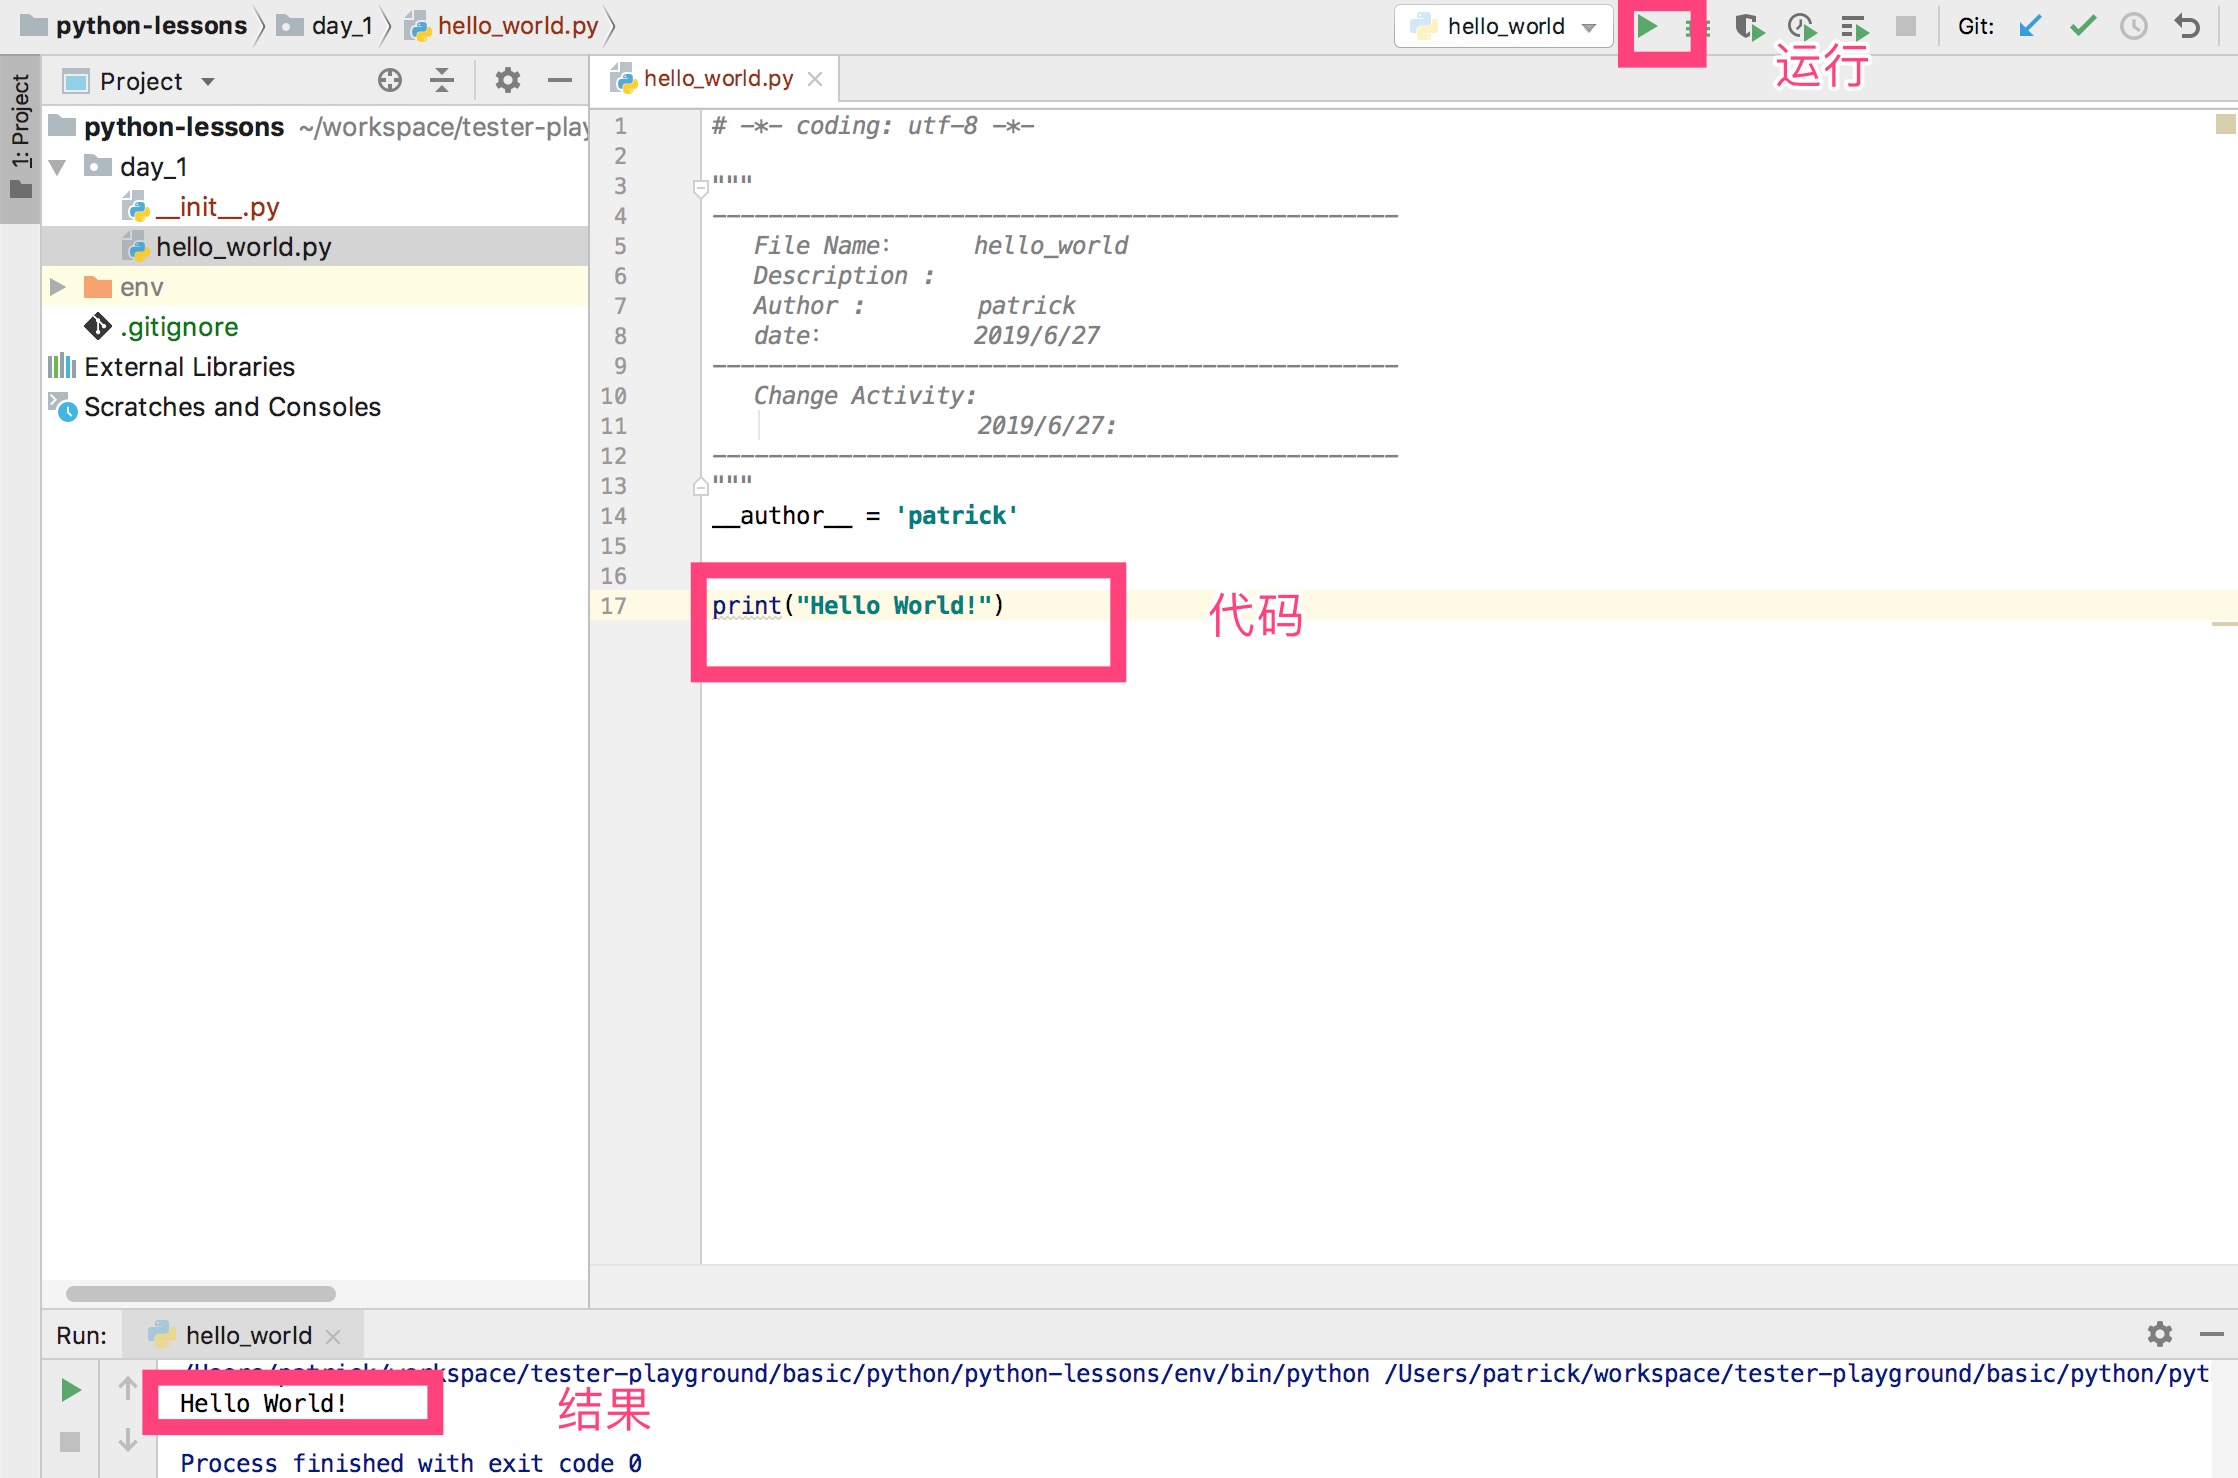 python-lessons day_1 hello_world.py
hello_world Git:
运行
1: Project
Project
hello_world.py
python-lessons ~/workspace/tester-play
day_1
__init__.py
hello_world.py
env
.gitignore
External Libraries
Scratches and Consoles
1 # -*- coding: utf-8 -*-
2
3 """
4 -------------------------------------------------
5 File Name: hello_world
6 Description :
7 Author : patrick
8 date: 2019/6/27
9 -------------------------------------------------
10 Change Activity:
11 2019/6/27:
12 -------------------------------------------------
13 """
14 __author__ = 'patrick'
15
16
17 print("Hello World!")
代码
Run: hello_world
/Users/patrick/workspace/tester-playground/basic/python/python-lessons/env/bin/python /Users/patrick/workspace/tester-playground/basic/python/pyt
Hello World!
结果
Process finished with exit code 0